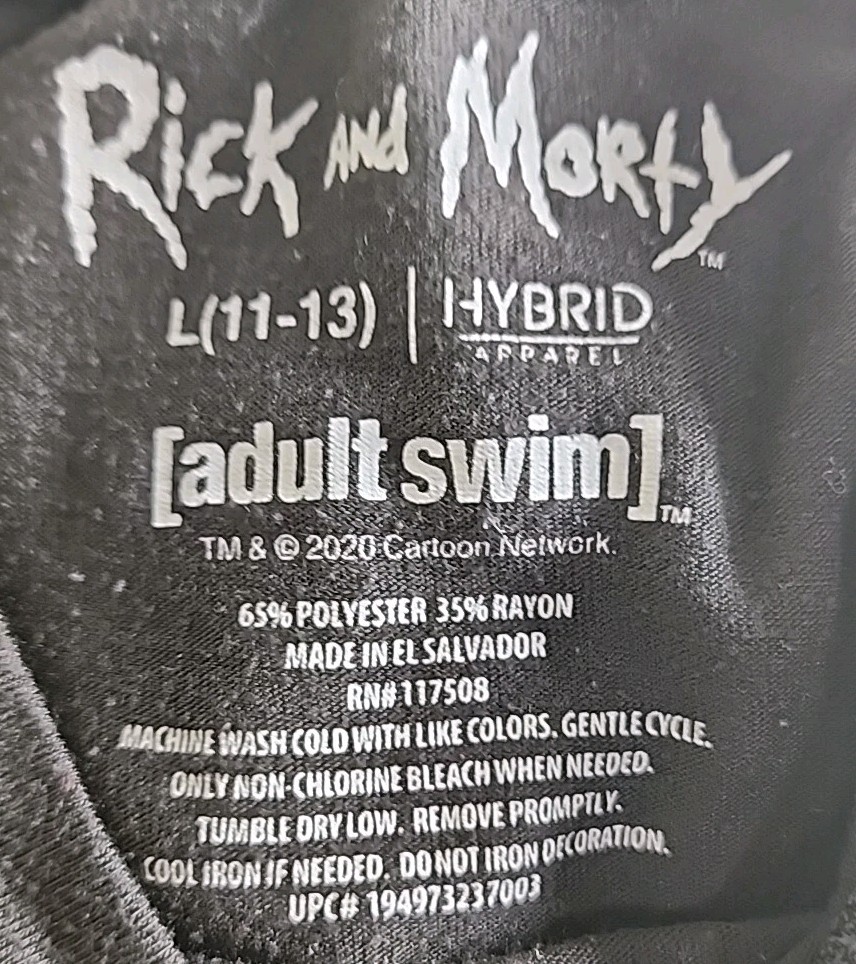 Rick AND Morty™
L(11-13) | HYBRID
APPAREL
[adult swim]™
TM & © 2020 Cartoon Network.
65% POLYESTER 35% RAYON
MADE IN EL SALVADOR
RN# 117508
MACHINE WASH COLD WITH LIKE COLORS. GENTLE CYCLE.
ONLY NON-CHLORINE BLEACH WHEN NEEDED.
TUMBLE DRY LOW. REMOVE PROMPTLY.
COOL IRON IF NEEDED. DO NOT IRON DECORATION.
UPC# 194973237003